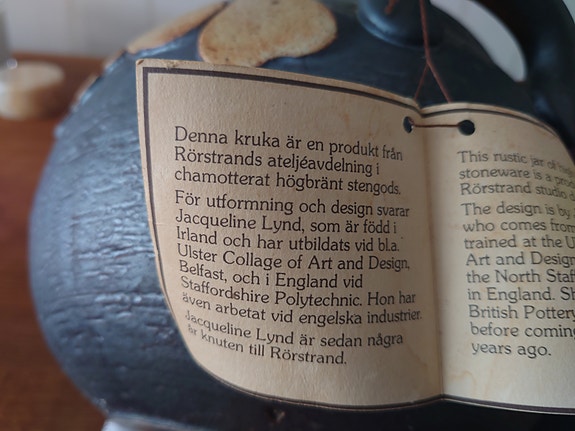 Denna kruka är en produkt från
Rörstrands ateljéavdelning i
chamotterat högbränt stengods.
För utformning och design svarar
Jacqueline Lynd, som är född i
Irland och har utbildats vid bl.a.
Ulster Collage of Art and Design,
Belfast, och i England vid
Staffordshire Polytechnic. Hon har
även arbetat vid engelska industrier.
Jacqueline Lynd är sedan några
år knuten till Rörstrand.
This rustic jar of
stoneware is a
Rörstrand studio
The design is by
who comes from
trained at the
Art and Design
the North
in England.
British Pottery
before coming
years ago.